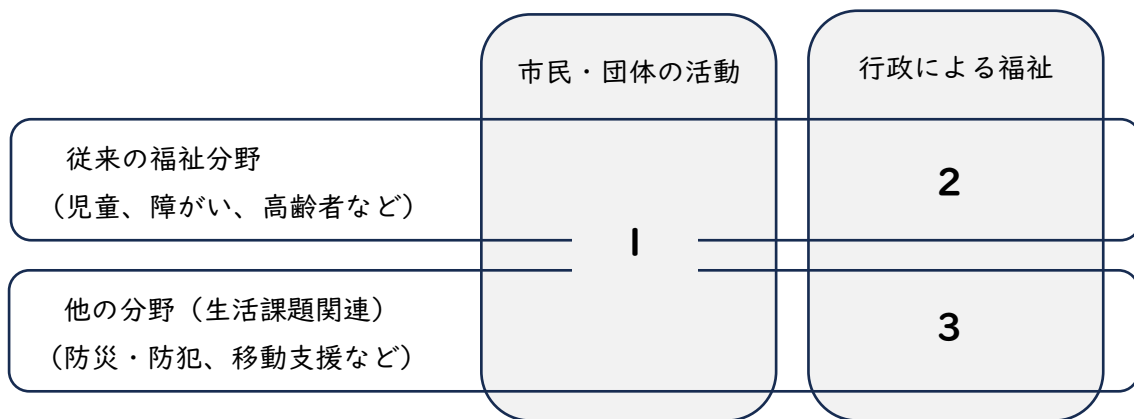 市民・団体の活動
行政による福祉
従来の福祉分野
（児童、障がい、高齢者など）
2
1
他の分野（生活課題関連）
（防災・防犯、移動支援など）
3